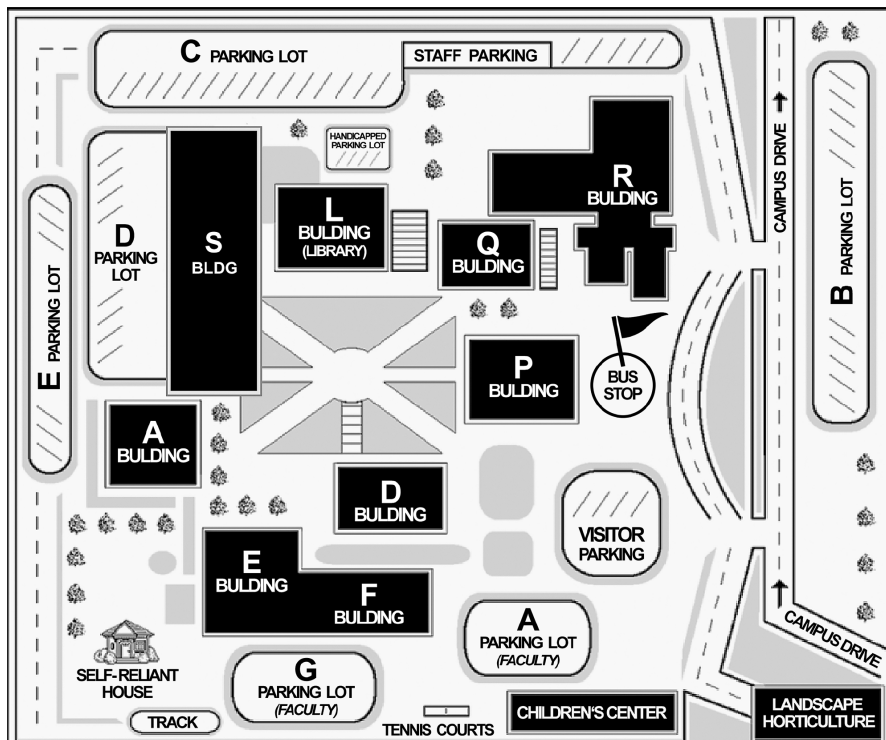 C PARKING LOT
STAFF PARKING
HANDICAPPED
PARKING LOT
CAMPUS DRIVE
B PARKING LOT
R
BULDING
L
BULDING
(LIBRARY)
Q
BULDING
D
PARKING
LOT
S
BLDG
E PARKING LOT
P
BULDING
BUS
STOP
A
BULDING
D
BULDING
VISITOR
PARKING
E
BULDING
F
BULDING
A
PARKING LOT
(FACULTY)
CAMPUS DRIVE
SELF-RELIANT
HOUSE
G
PARKING LOT
(FACULTY)
TRACK
TENNIS COURTS
CHILDREN'S CENTER
LANDSCAPE
HORTICULTURE